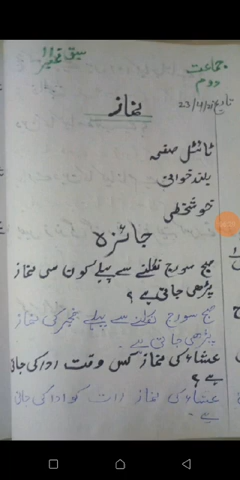 سبق نمبر 1
جماعت
دوم
تاریخ 23/4/2
نماز
ٹائٹل صفحہ
بلند خوانی
خوشخطی
جائزہ
صبح سورج نکلنے سے پہلے کون سی نماز
پڑھی جاتی ہے؟
صبح سورج نکلنے سے پہلے فجر کی نماز
پڑھی جاتی ہے۔
عشاء کی نماز کس وقت ادا کی جاتی
ہے؟
عشاء کی نماز رات کو ادا کی جاتی
ہے۔